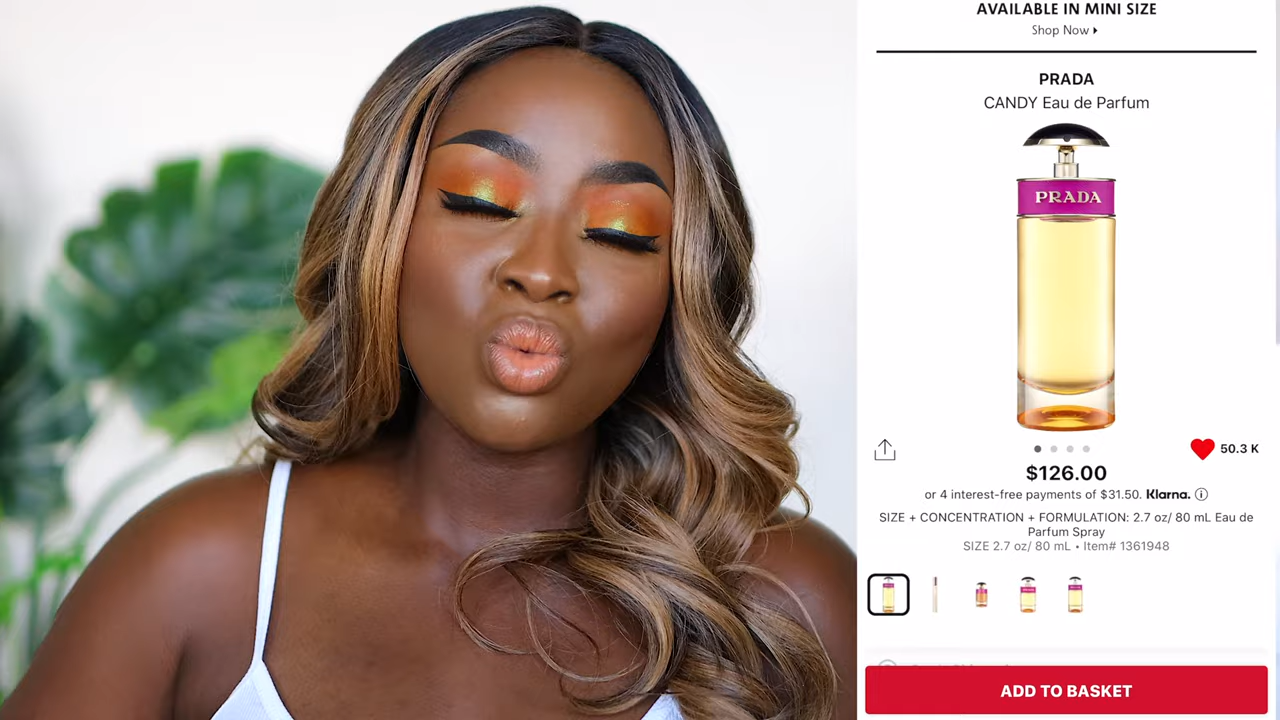 AVAILABLE IN MINI SIZE
Shop Now
PRADA
CANDY Eau de Parfum
PRADA
50.3 K
$126.00
or 4 interest-free payments of $31.50. Klarna.
SIZE + CONCENTRATION + FORMULATION: 2.7 oz/ 80 mL Eau de
Parfum Spray
SIZE 2.7 oz/ 80 mL • Item# 1361948
ADD TO BASKET